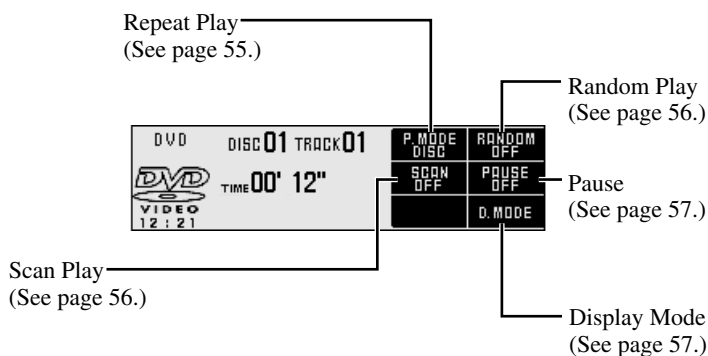 Repeat Play
(See page 55.)
Random Play
(See page 56.)
DVD DISC 01 TRACK 01
P.MODE
DISC
RANDOM
OFF
DVD
VIDEO
TIME 00' 12"
SCAN
OFF
PAUSE
OFF
Pause
(See page 57.)
12:21
D.MODE
Scan Play
(See page 56.)
Display Mode
(See page 57.)